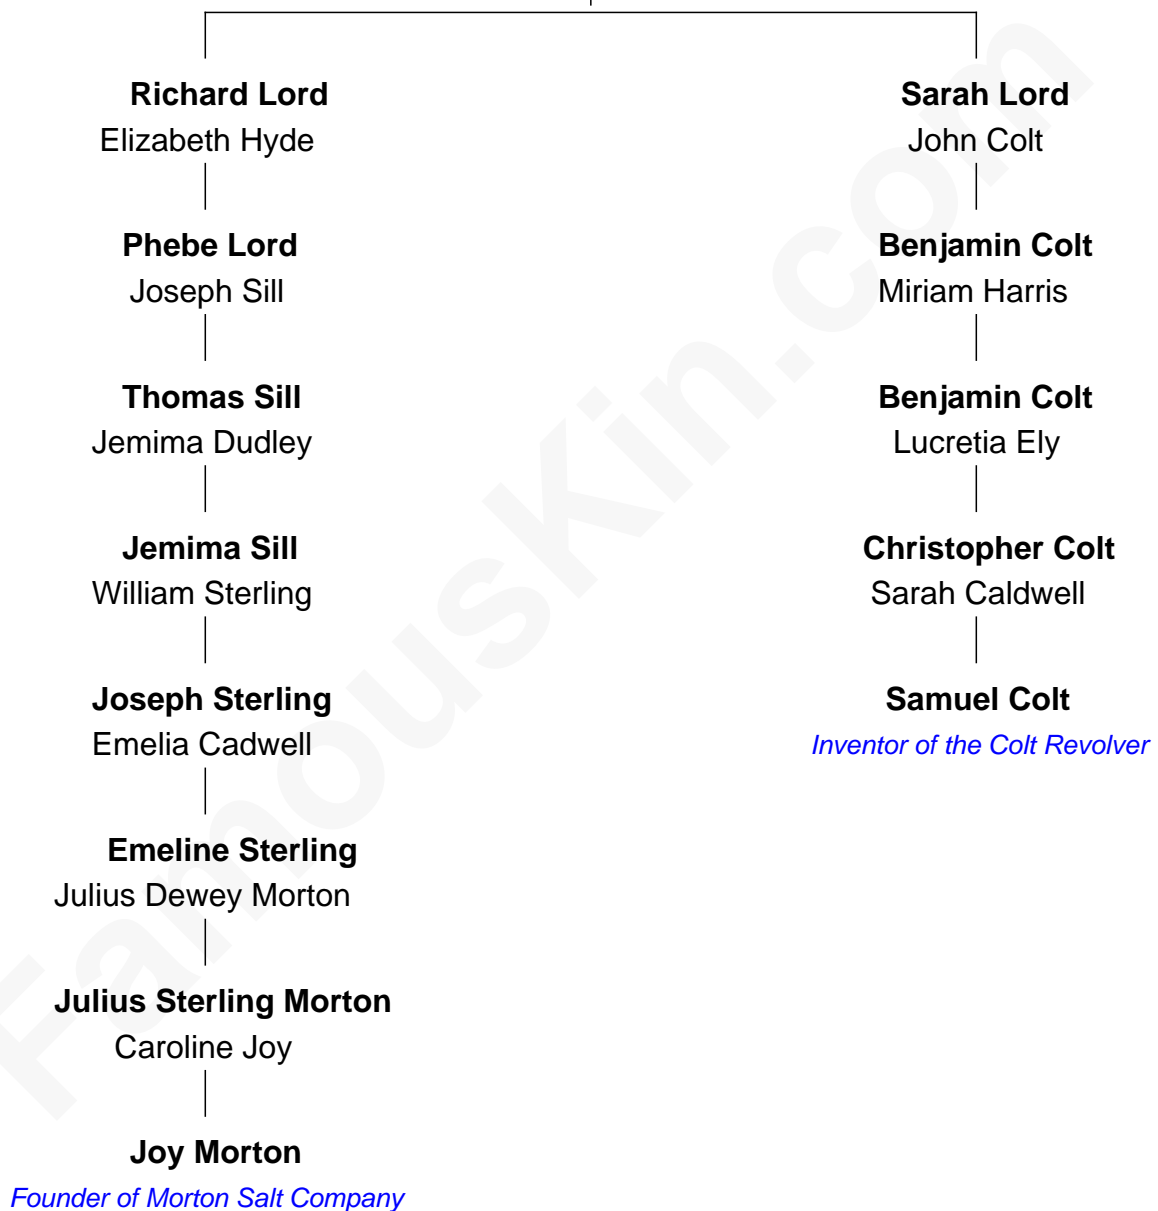 Richard Lord
Elizabeth Hyde
Phebe Lord
Joseph Sill
Thomas Sill
Jemima Dudley
Jemima Sill
William Sterling
Joseph Sterling
Emelia Cadwell
Emeline Sterling
Julius Dewey Morton
Julius Sterling Morton
Caroline Joy
Joy Morton
Founder of Morton Salt Company
Sarah Lord
John Colt
Benjamin Colt
Miriam Harris
Benjamin Colt
Lucretia Ely
Christopher Colt
Sarah Caldwell
Samuel Colt
Inventor of the Colt Revolver
FamousKin.com